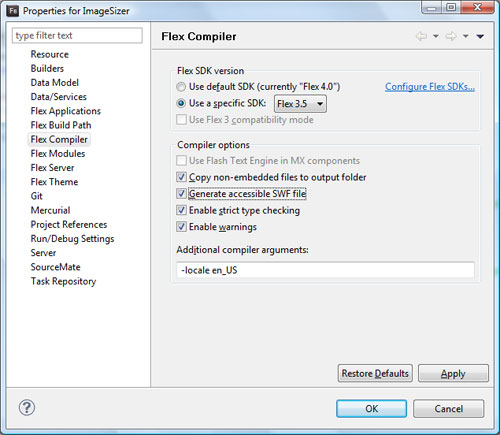 Fb Properties for ImageSizer
type filter text
Resource
Builders
Data Model
Data/Services
Flex Applications
Flex Build Path
Flex Compiler
Flex Modules
Flex Server
Flex Theme
Git
Mercurial
Project References
Run/Debug Settings
Server
SourceMate
Task Repository
Flex Compiler
Flex SDK version
Use default SDK (currently "Flex 4.0")
Configure Flex SDKs...
Use a specific SDK: Flex 3.5
Use Flex 3 compatibility mode
Compiler options
Use Flash Text Engine in MX components
Copy non-embedded files to output folder
Generate accessible SWF file
Enable strict type checking
Enable warnings
Additional compiler arguments:
-locale en_US
Restore Defaults Apply
? OK Cancel